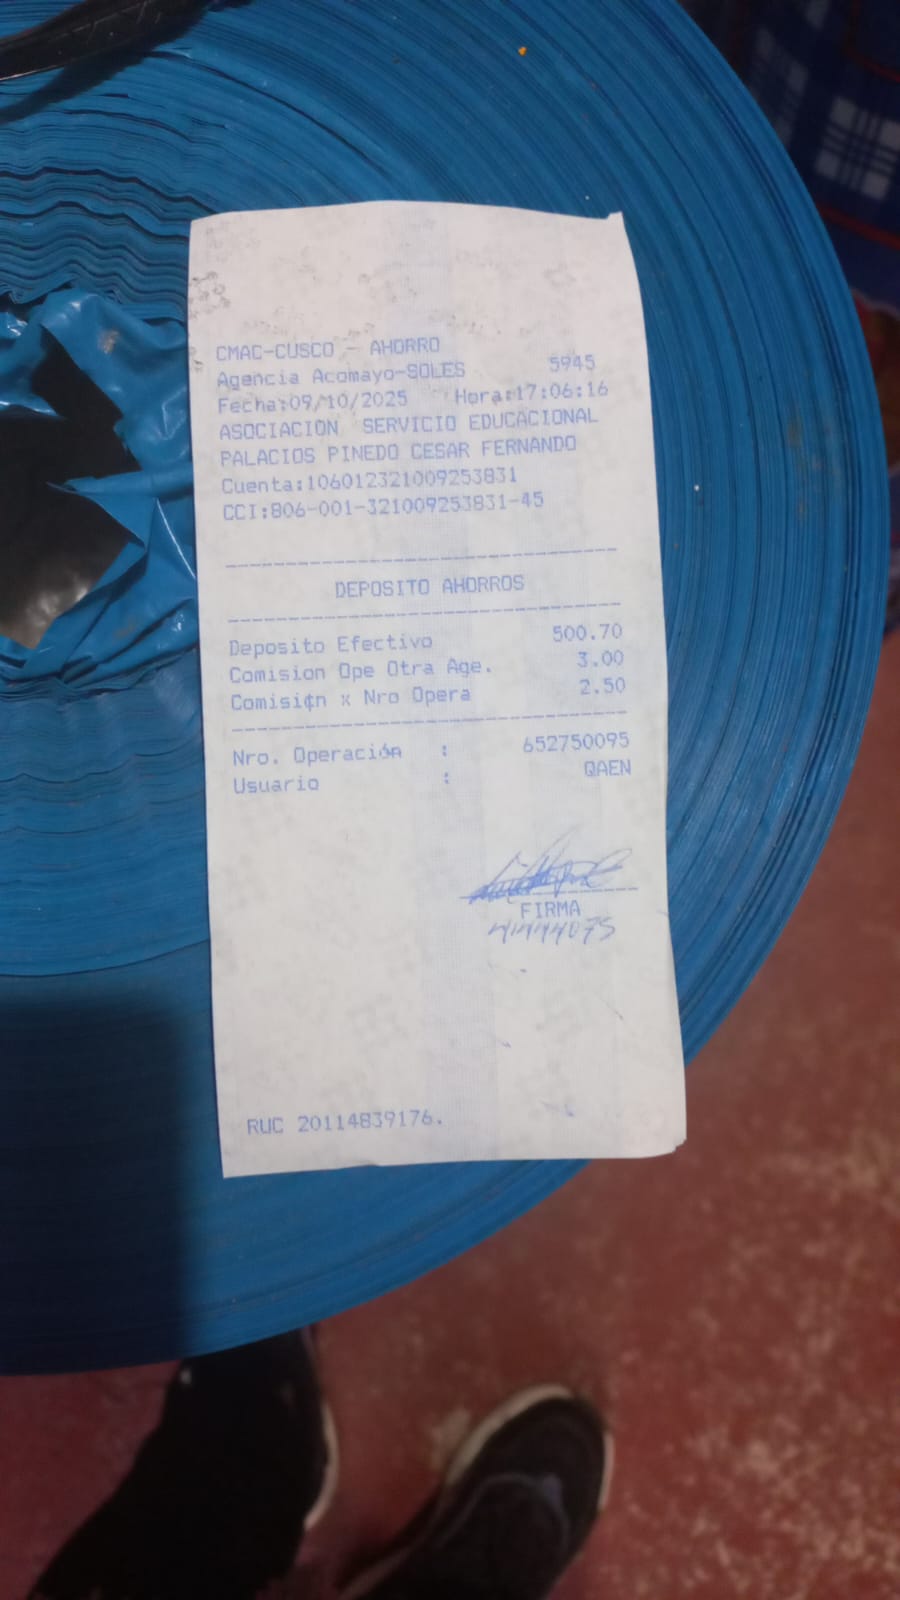 CMAC-CUSCO - AHORRO
Agencia Acomayo-SOLES 5945
Fecha:09/10/2025 Hora:17:06:16
ASOCIACION SERVICIO EDUCACIONAL
PALACIOS PINEDO CESAR FERNANDO
Cuenta:106012321009253831
CCI:806-001-321009253831-45
DEPOSITO AHORROS
Deposito Efectivo 500.70
Comision Ope Otra Age. 3.00
Comisi¢n x Nro Opera 2.50
Nro. Operación : 652750095
Usuario : QAEN
FIRMA
RUC 20114839176.